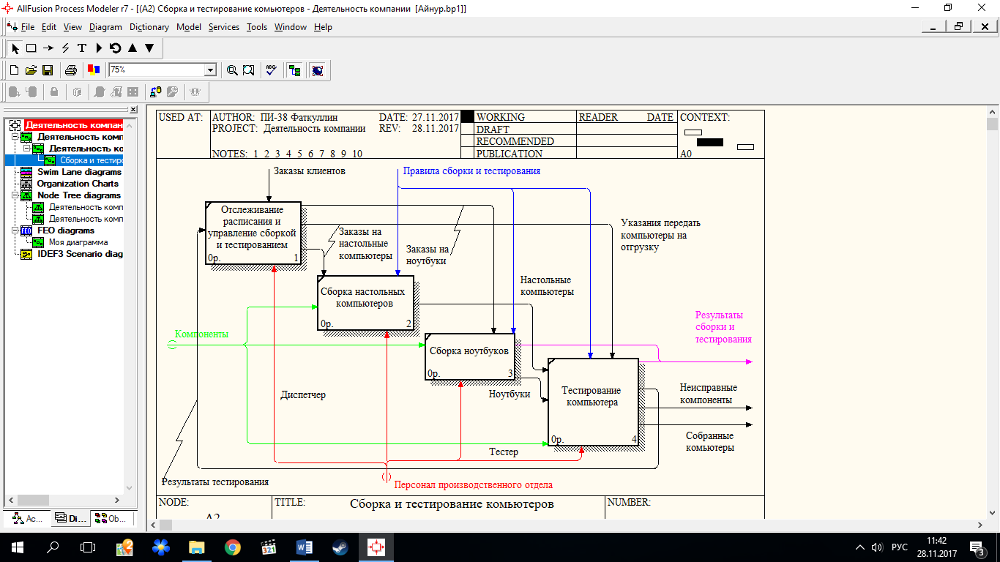 AllFusion Process Modeler r7 - [(A2) Сборка и тестирование комьютеров - Деятельность компании [Айнур.bp1]]
File Edit View Diagram Dictionary Model Services Tools Window Help
75%
Деятельность компан
Деятельность комп
Деятельность ко
Сборка и тестиро
Swim Lane diagrams
Organization Charts
Node Tree diagrams
Деятельность комп
Деятельность комп
FEO diagrams
Моя диаграмма
IDEF3 Scenario diag
Ac...
Di...
Ob...
USED AT:
AUTHOR: ПИ-38 Фаткуллин
DATE: 27.11.2017
PROJECT: Деятельность компании
REV: 28.11.2017
NOTES: 1 2 3 4 5 6 7 8 9 10
WORKING
DRAFT
RECOMMENDED
PUBLICATION
READER DATE
CONTEXT:
A0
Заказы клиентов
Правила сборки и тестирования
Отслеживание
расписания и
управление сборкой
и тестированием
0р. 1
Заказы на
настольные
компьютеры
Заказы на
ноутбуки
Указания передать
компьютеры на
отгрузку
Сборка настольных
компьютеров
0р. 2
Настольные
компьютеры
Компоненты
Сборка ноутбуков
0р. 3
Результаты
сборки и
тестирования
Диспетчер
Ноутбуки
Тестирование
компьютера
0р. 4
Неисправные
компоненты
Собранные
комьютеры
Тестер
Результаты тестирования
Персонал производственного отдела
NODE:
A2
TITLE:
Сборка и тестирование комьютеров
NUMBER:
321
РУС
11:42
28.11.2017
3